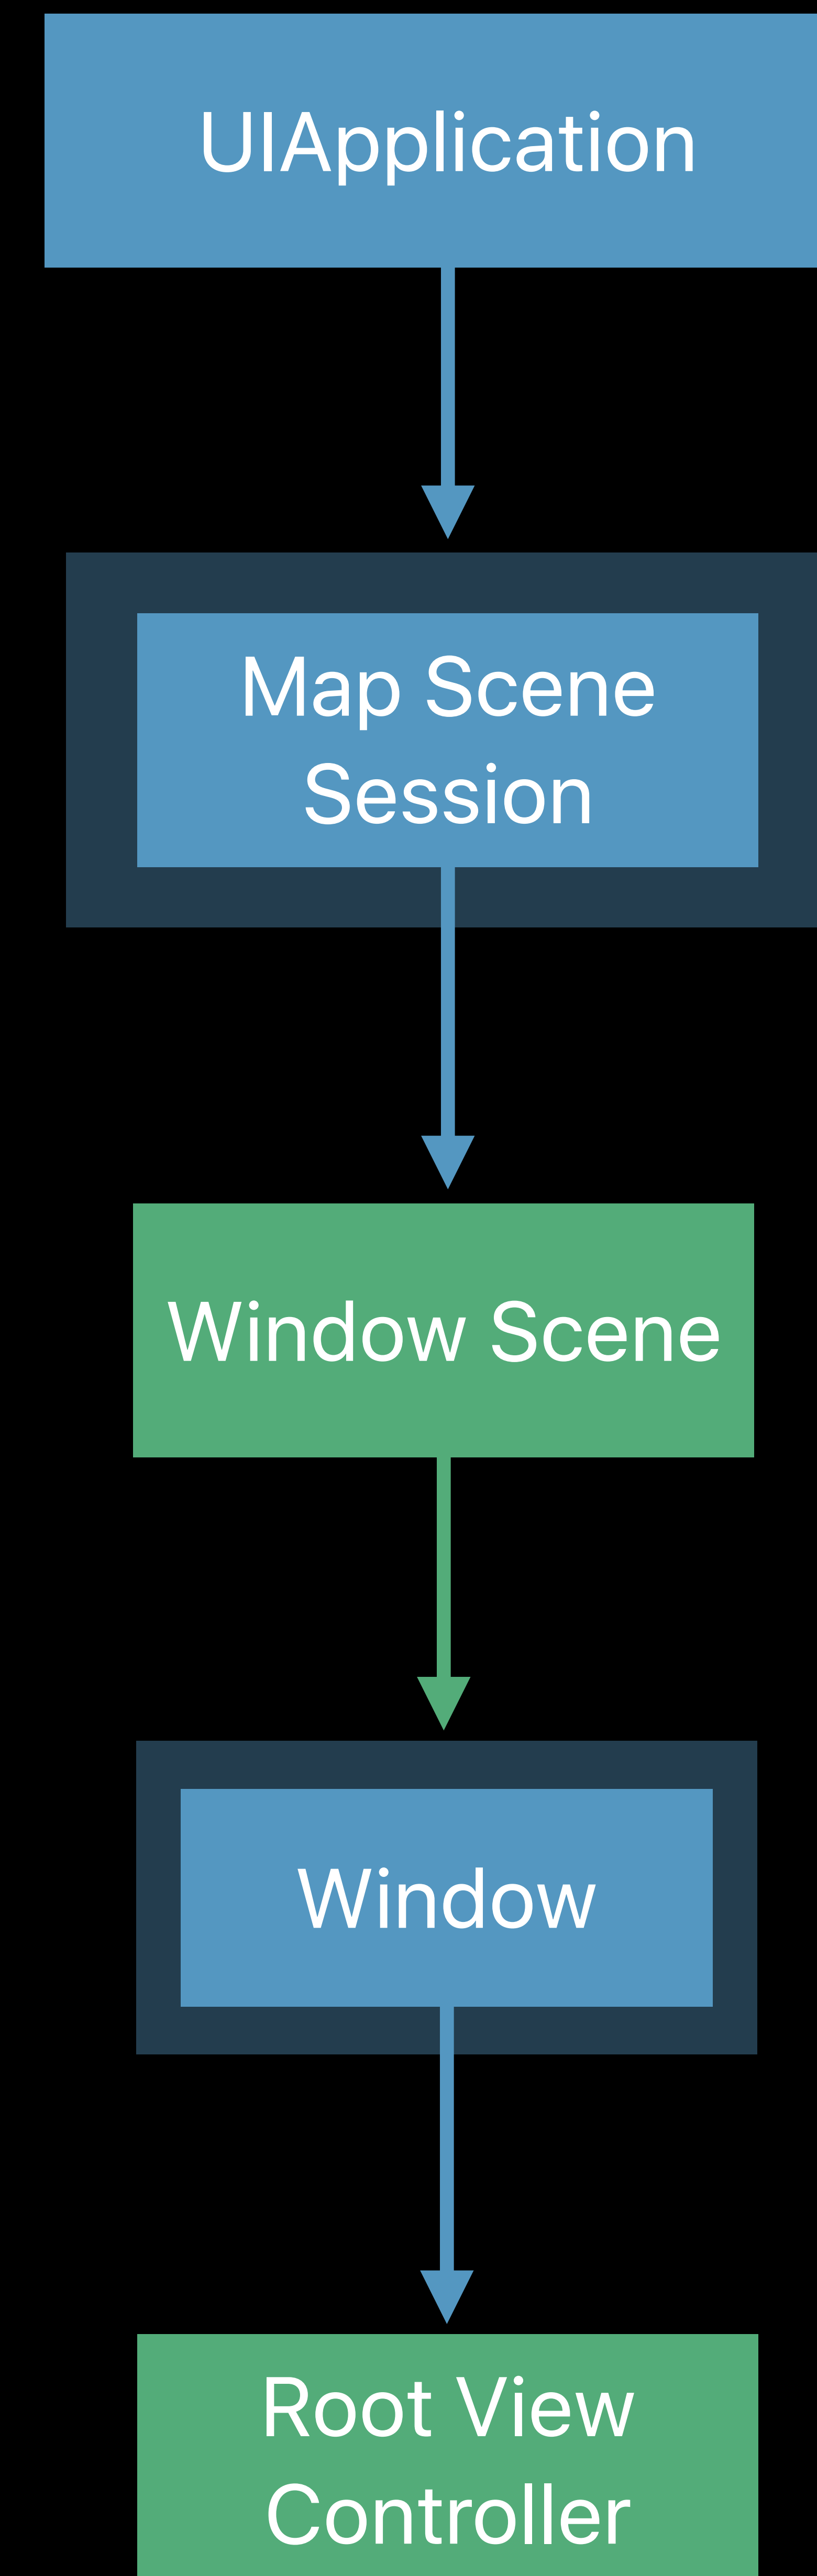 UIApplication
Map Scene
Session
Window Scene
Window
Root View
Controller